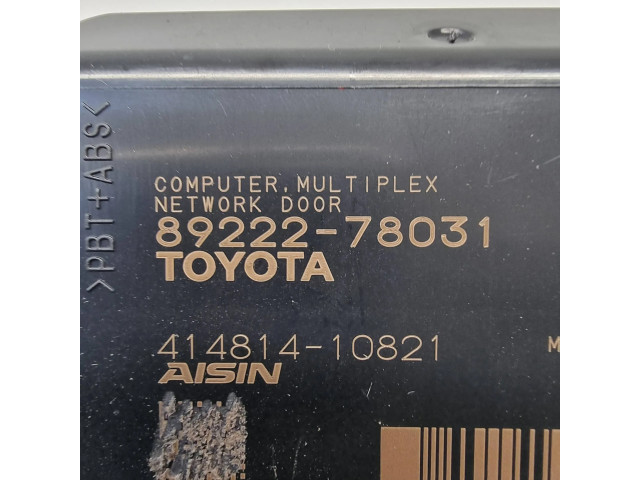 >PBT+ABS<
COMPUTER, MULTIPLEX
NETWORK DOOR
89222-78031
TOYOTA
414814-10821
AISIN
M